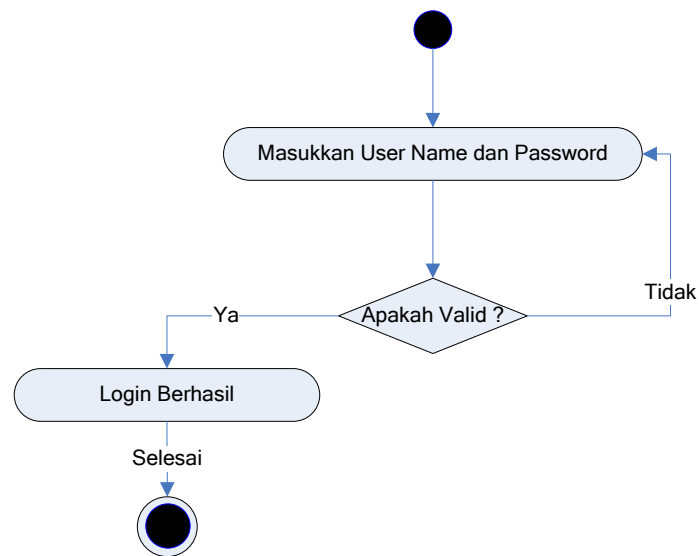 Masukkan User Name dan Password
Apakah Valid ?
Ya
Tidak
Login Berhasil
Selesai